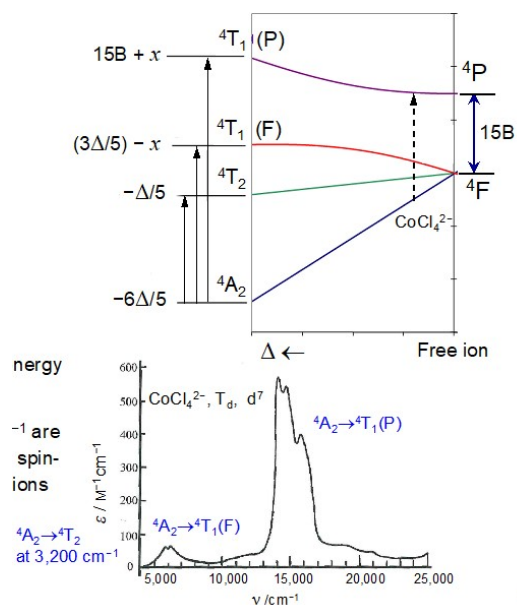 ⁴T₁ (P)
15B + x
⁴P
⁴T₁ (F)
(3Δ/5) − x
15B
⁴T₂
−Δ/5
⁴F
CoCl₄²⁻
−6Δ/5
⁴A₂
Δ ←
Free ion
nergy
⁻¹ are
spin-
ions
⁴A₂→⁴T₂
at 3,200 cm⁻¹
600
500
400
300
200
100
0
ε / M⁻¹cm⁻¹
CoCl₄²⁻, T_d, d⁷
⁴A₂→⁴T₁(P)
⁴A₂→⁴T₁(F)
5,000 10,000 15,000 20,000 25,000
ν /cm⁻¹